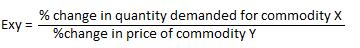 Exy = % change in quantity demanded for commodity X
%change in price of commodity Y